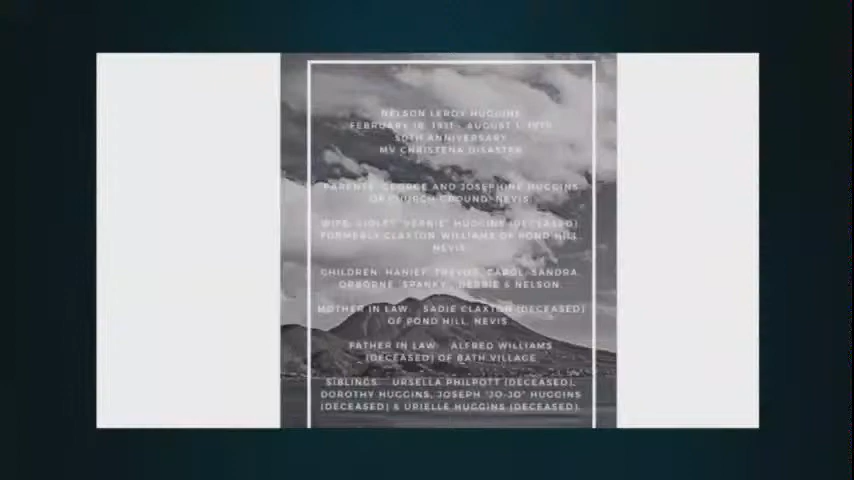 NELSON LEROY HUGGINS
FEBRUARY 18, 1931 - AUGUST 1, 1970
50TH ANNIVERSARY
MV CHRISTENA DISASTER
PARENTS: GEORGE AND JOSEPHINE HUGGINS
OF CHURCH GROUND, NEVIS
WIFE: VIOLET "DEBBIE" HUGGINS (DECEASED)
FORMERLY CLAXTON WILLIAMS OF POND HILL,
NEVIS
CHILDREN: TREVOR, CAROL, SANDRA,
ORBORNE "SPANKY", DEBBIE & NELSON.
MOTHER IN LAW: SADIE CLAXTON (DECEASED)
OF POND HILL, NEVIS
FATHER IN LAW: ALFRED WILLIAMS
(DECEASED) OF BATH VILLAGE
SIBLINGS: URSELLA PHILPOTT (DECEASED),
DOROTHY HUGGINS, JOSEPH "JO-JO" HUGGINS
(DECEASED) & URIELLE HUGGINS (DECEASED).